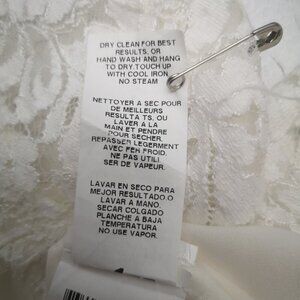 DRY CLEAN FOR BEST
RESULTS, OR
HAND WASH AND HANG
TO DRY. TOUCH UP
WITH COOL IRON
NO STEAM
NETTOYER A SEC POUR
DE MEILLEURS
RESULTA TS, OU
LAVER A LA
MAIN ET PENDRE
POUR SECHER.
REPASSER LEGERMENT
AVEC FER FROID.
NE PAS UTILI
SER DE VAPEUR.
LAVAR EN SECO PARA
MEJOR RESULTADO. O
LAVAR A MANO.
SECAR COLGADO
PLANCHE A BAJA
TEMPERATURA
NO USE VAPOR.